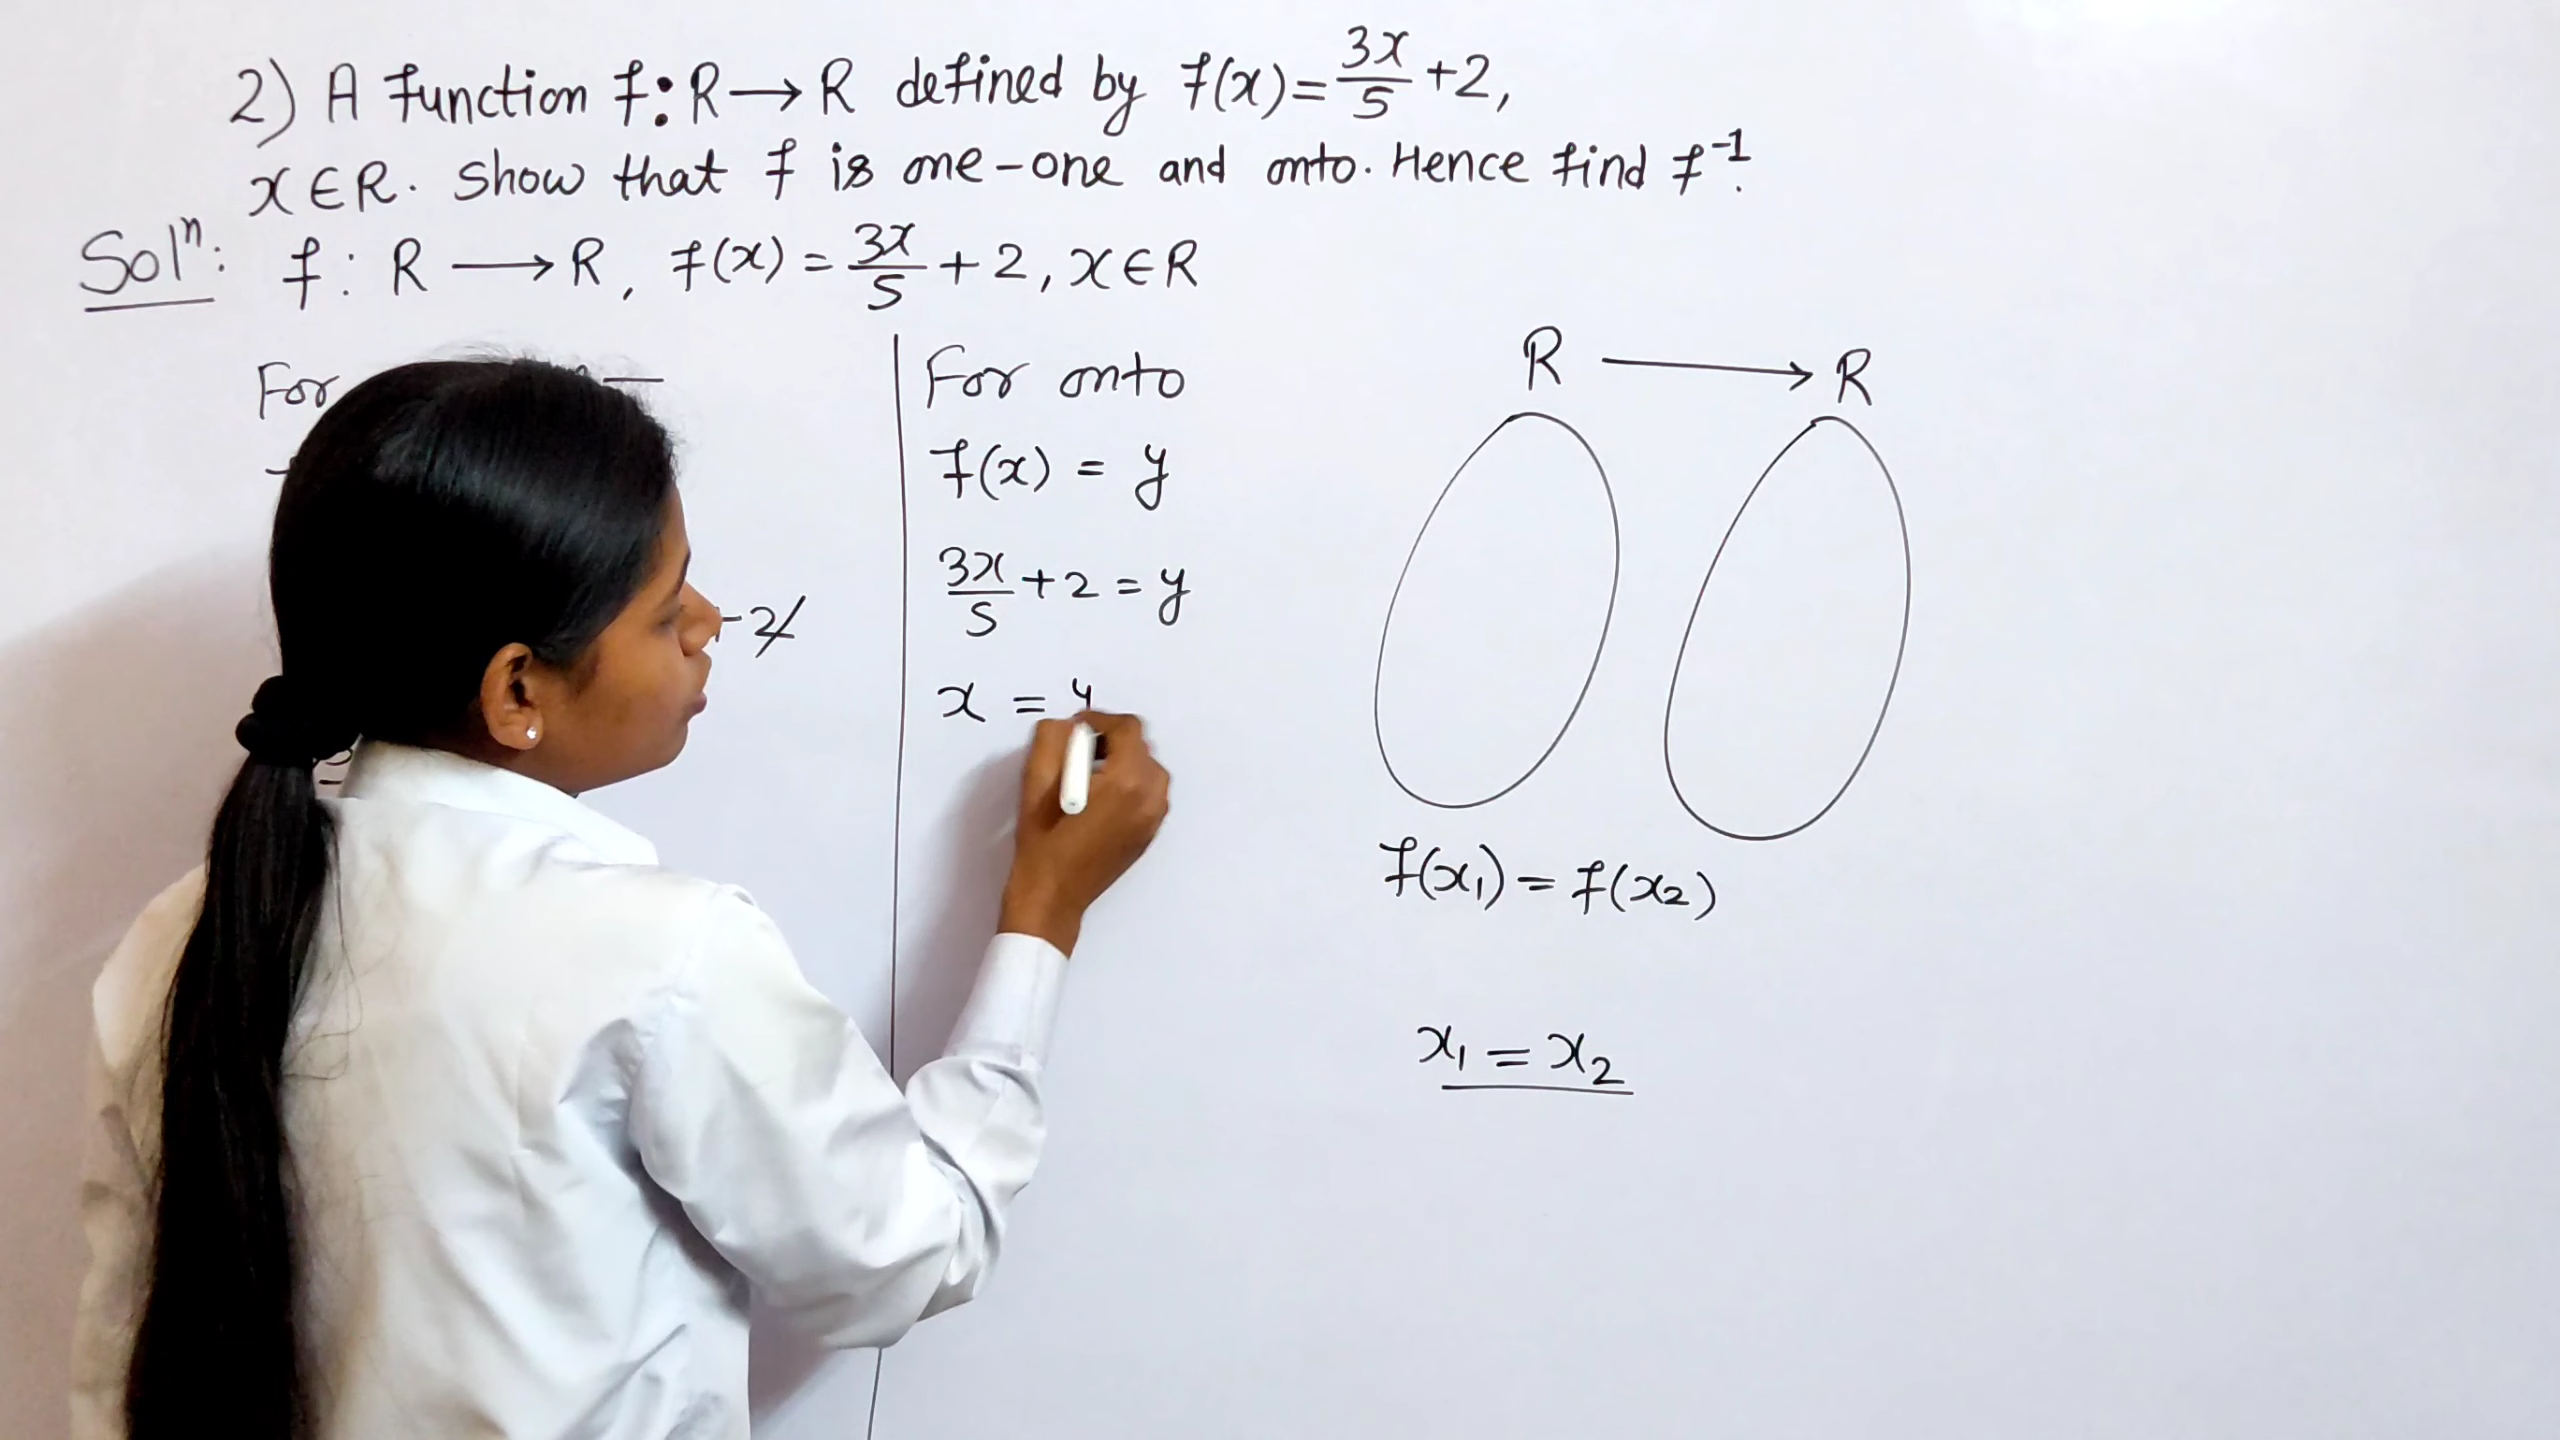 2) A function f: R → R defined by f(x) = 3x/5 + 2,
x ∈ R. Show that f is one-one and onto. Hence find f⁻¹.
Solⁿ: f : R → R, f(x) = 3x/5 + 2, x ∈ R
For
For onto
f(x) = y
3x/5 + 2 = y
x = y
2
R → R
f(x₁) = f(x₂)
x₁ = x₂